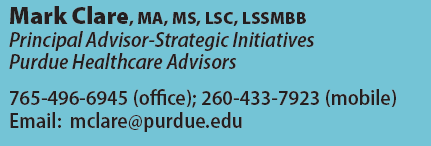 Mark Clare, MA, MS, LSC, LSSMBB
Principal Advisor-Strategic Initiatives
Purdue Healthcare Advisors
765-496-6945 (office); 260-433-7923 (mobile)
Email:  mclare@purdue.edu